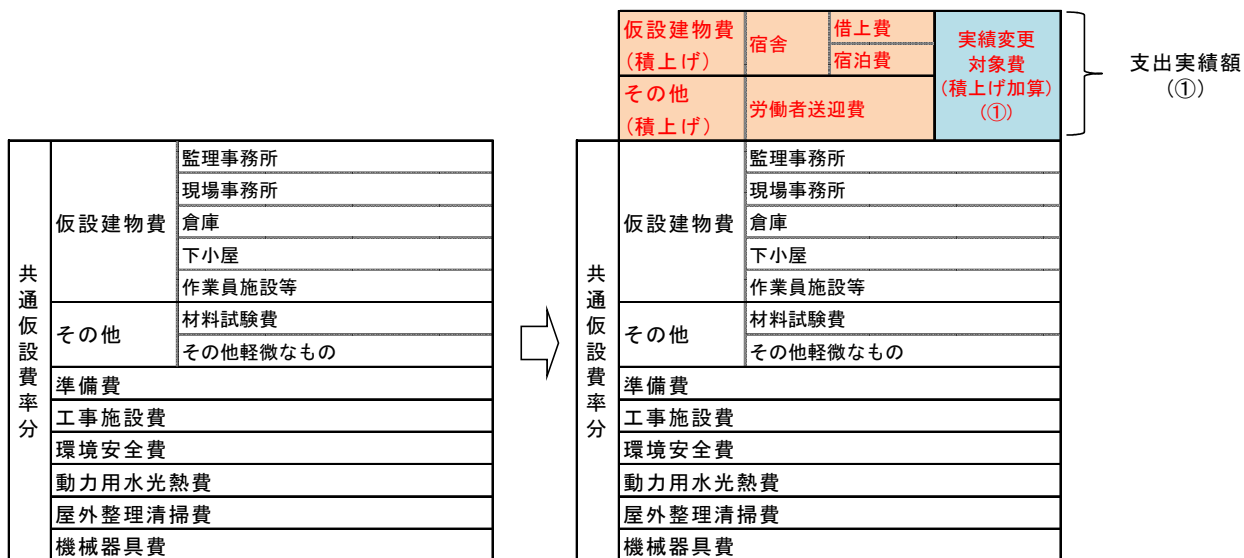 仮設建物費
(積上げ)
宿舎
借上費
宿泊費
その他
(積上げ)
労働者送迎費
実績変更
対象費
(積上げ加算)
(①)
支出実績額
(①)
共通仮設費率分
仮設建物費
監理事務所
現場事務所
倉庫
下小屋
作業員施設等
その他
材料試験費
その他軽微なもの
準備費
工事施設費
環境安全費
動力用水光熱費
屋外整理清掃費
機械器具費
共通仮設費率分
仮設建物費
監理事務所
現場事務所
倉庫
下小屋
作業員施設等
その他
材料試験費
その他軽微なもの
準備費
工事施設費
環境安全費
動力用水光熱費
屋外整理清掃費
機械器具費